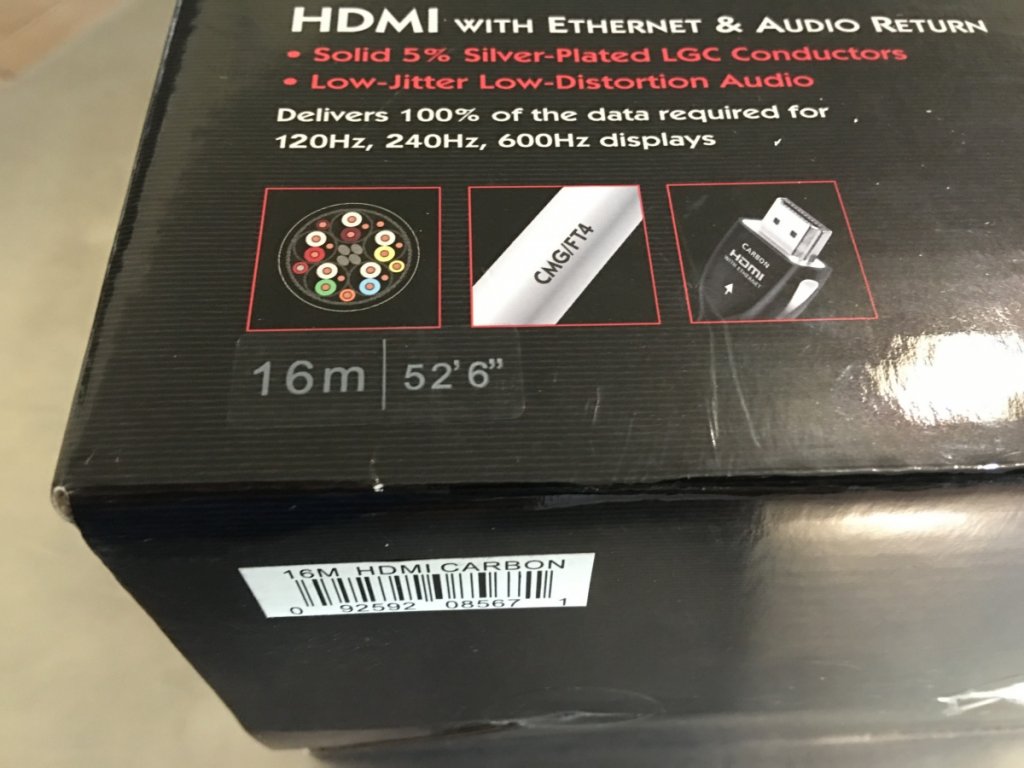 HDMI WITH ETHERNET & AUDIO RETURN
• Solid 5% Silver-Plated LGC Conductors
• Low-Jitter Low-Distortion Audio
Delivers 100% of the data required for
120Hz, 240Hz, 600Hz displays
CMG/FT4
CARBON
HDMI
WITH ETHERNET
16m | 52'6"
16M HDMI CARBON
0 92592 08567 1